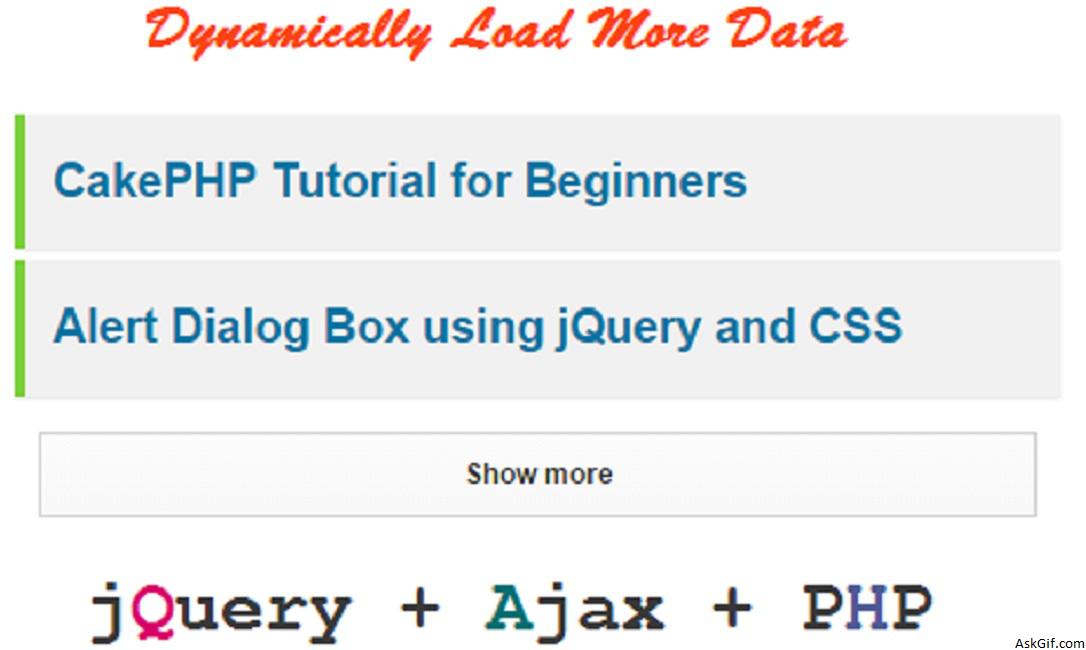 Dynamically Load More Data
CakePHP Tutorial for Beginners
Alert Dialog Box using jQuery and CSS
Show more
jQuery + Ajax + PHP
AskGif.com